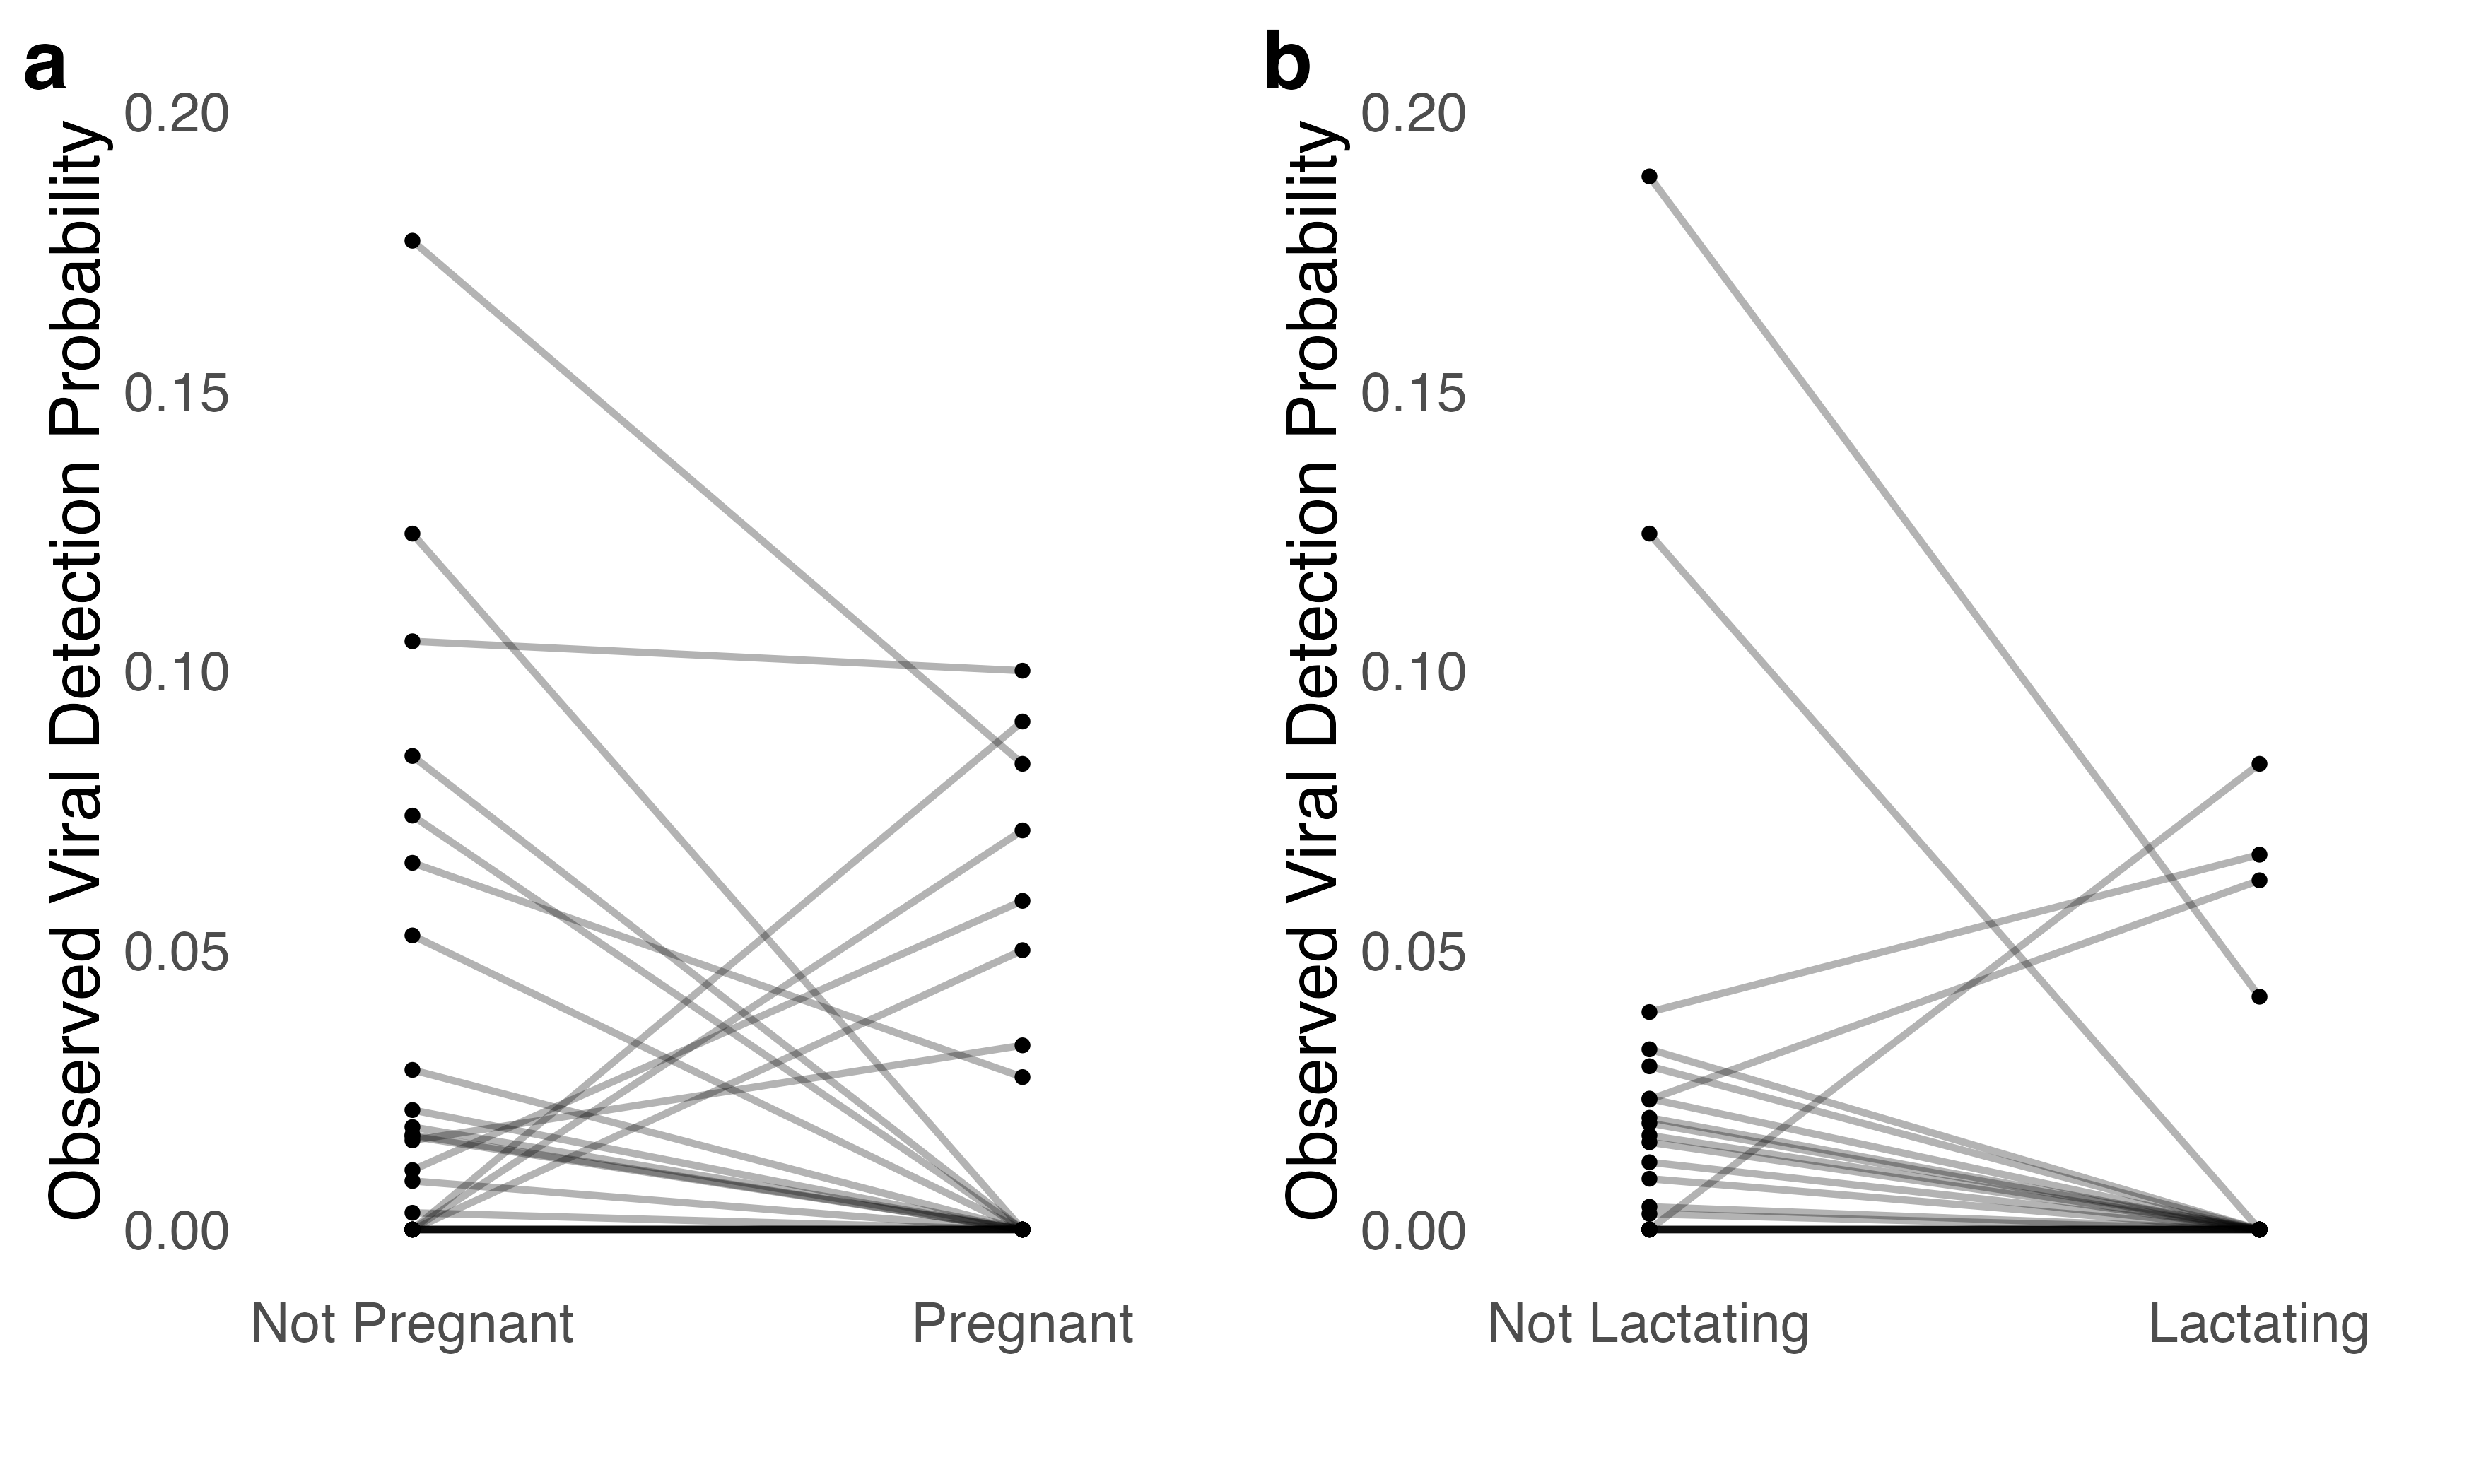 a
Observed Viral Detection Probability
0.20
0.15
0.10
0.05
0.00
Not Pregnant
Pregnant
b
Observed Viral Detection Probability
0.20
0.15
0.10
0.05
0.00
Not Lactating
Lactating